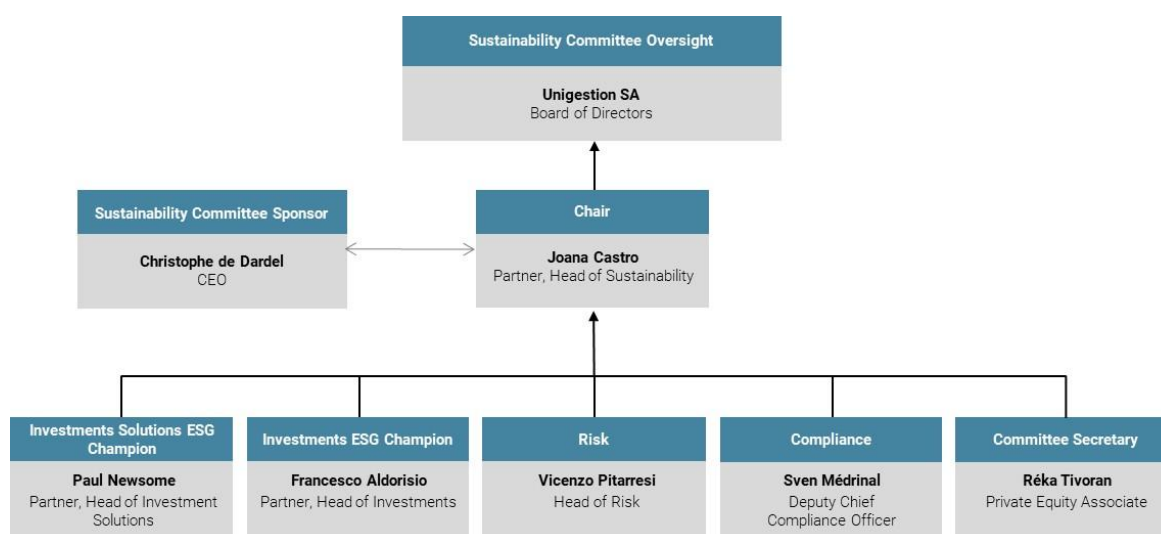 Sustainability Committee Oversight
Unigestion SA
Board of Directors
Sustainability Committee Sponsor
Christophe de Dardel
CEO
Chair
Joana Castro
Partner, Head of Sustainability
Investments Solutions ESG
Champion
Paul Newsome
Partner, Head of Investment
Solutions
Investments ESG Champion
Francesco Aldorisio
Partner, Head of Investments
Risk
Vicenzo Pitarresi
Head of Risk
Compliance
Sven Médrinal
Deputy Chief
Compliance Officer
Committee Secretary
Réka Tivoran
Private Equity Associate